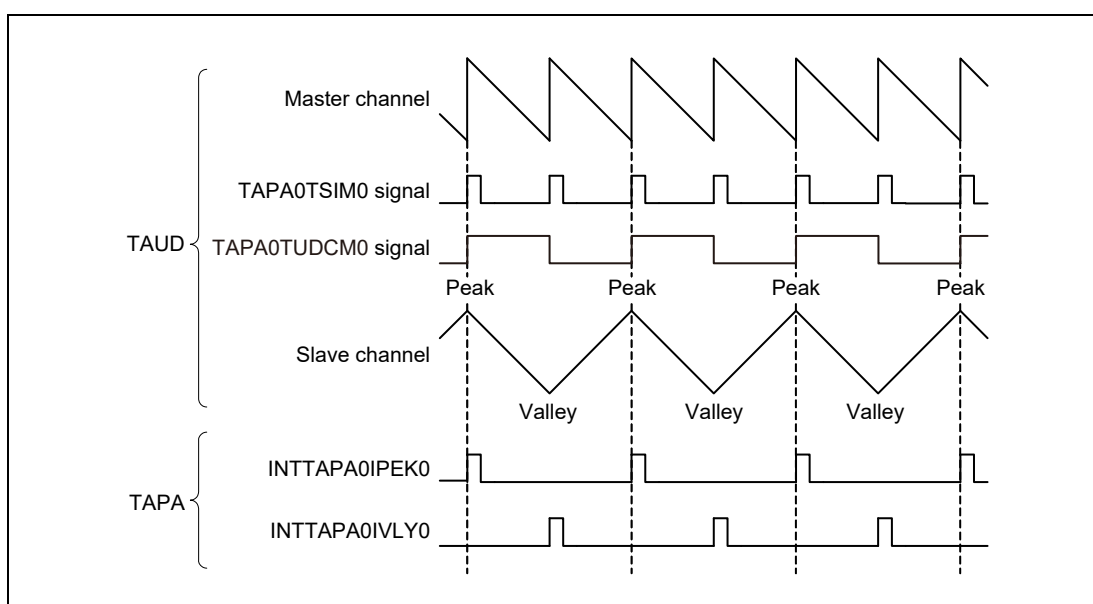 Master channel
TAPA0TSIM0 signal
TAUD
TAPA0TUDCM0 signal
Peak Peak Peak Peak
Slave channel
Valley Valley Valley
INTTAPA0IPEK0
TAPA
INTTAPA0IVLY0